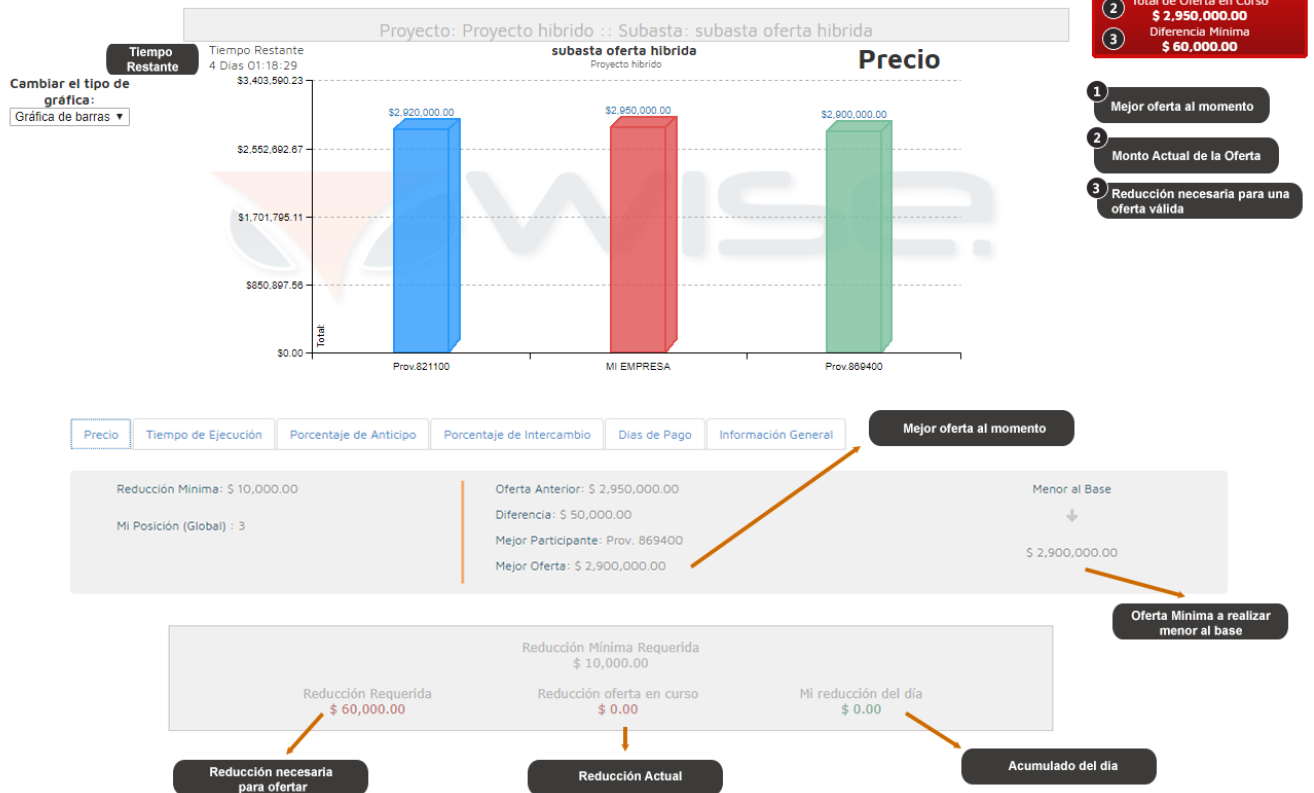 Proyecto: Proyecto hibrido :: Subasta: subasta oferta hibrida
2
Total de Oferta en Curso
$ 2,950,000.00
3
Diferencia Mínima
$ 60,000.00
Tiempo
Restante
Tiempo Restante
4 Dias 01:18:29
subasta oferta hibrida
Proyecto hibrido
Precio
Cambiar el tipo de
gráfica:
Gráfica de barras ▼
$3,403,590.23
$2,552,692.67
$1,701,795.11
$850,897.56
$0.00
Total:
$2,920,000.00
$2,950,000.00
$2,900,000.00
Prov.821100
MI EMPRESA
Prov.869400
wise.
1
Mejor oferta al momento
2
Monto Actual de la Oferta
3
Reducción necesaria para una
oferta válida
Precio
Tiempo de Ejecución
Porcentaje de Anticipo
Porcentaje de Intercambio
Dias de Pago
Información General
Mejor oferta al momento
Reducción Minima: $ 10,000.00
Mi Posición (Global) : 3
Oferta Anterior: $ 2,950,000.00
Diferencia: $ 50,000.00
Mejor Participante: Prov. 869400
Mejor Oferta: $ 2,900,000.00
Menor al Base
$ 2,900,000.00
Oferta Mínima a realizar
menor al base
Reducción Mínima Requerida
$ 10,000.00
Reducción Requerida
$ 60,000.00
Reducción oferta en curso
$ 0.00
Mi reducción del día
$ 0.00
Reducción necesaria
para ofertar
Reducción Actual
Acumulado del dia